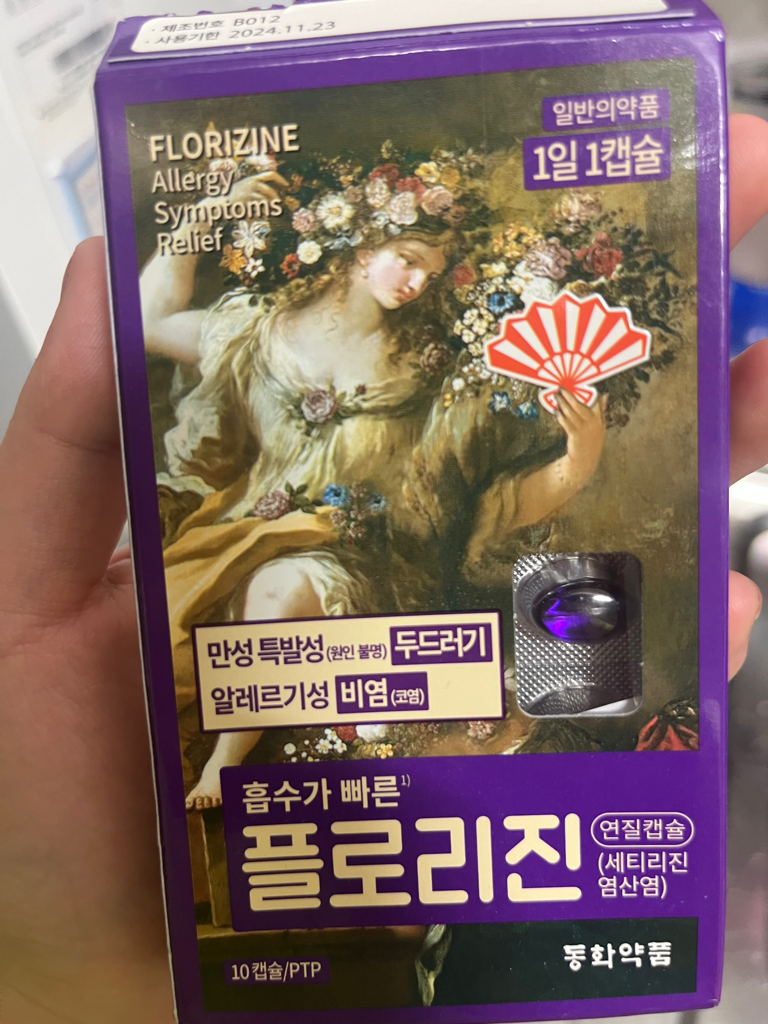 · 제조번호 B012
· 사용기한 2024.11.23
일반의약품
1일 1캡슐
FLORIZINE
Allergy
Symptoms
Relief
만성 특발성(원인 불명) 두드러기
알레르기성 비염(코염)
흡수가 빠른1)
플로리진 연질캡슐
(세티리진
염산염)
10캡슐/PTP
동화약품